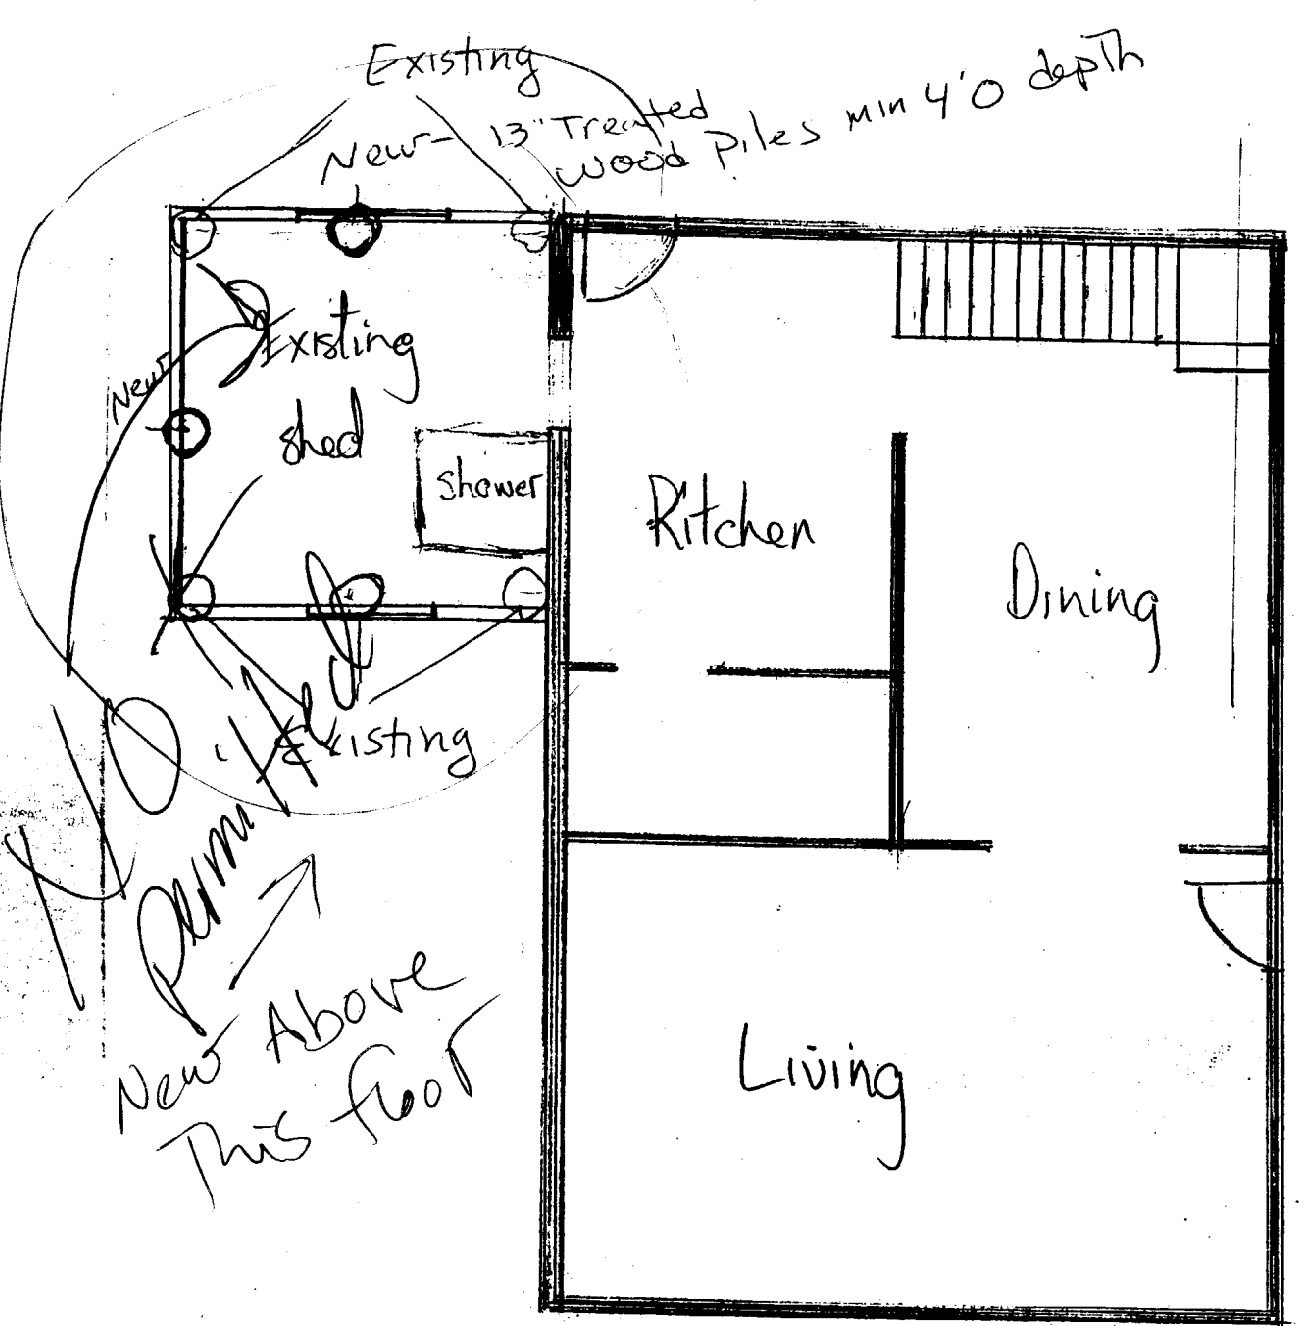 Existing
New- 13" Treated
wood piles min 4'0 depth
New
Existing
shed
shower
Kitchen
Dining
Existing
No permitted
New Above
This floor
Living